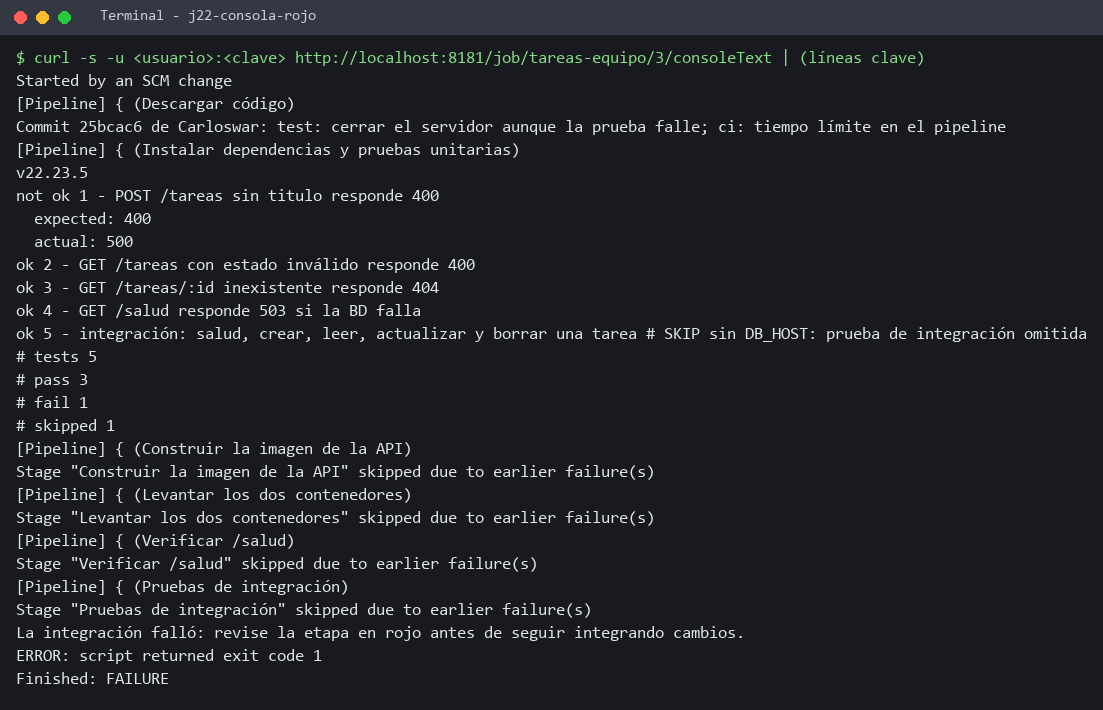 Terminal - j22-consola-rojo
$ curl -s -u <usuario>:<clave> http://localhost:8181/job/tareas-equipo/3/consoleText | (líneas clave)
Started by an SCM change
[Pipeline] { (Descargar código)
Commit 25bcac6 de Carloswar: test: cerrar el servidor aunque la prueba falle; ci: tiempo límite en el pipeline
[Pipeline] { (Instalar dependencias y pruebas unitarias)
v22.23.5
not ok 1 - POST /tareas sin titulo responde 400
  expected: 400
  actual: 500
ok 2 - GET /tareas con estado inválido responde 400
ok 3 - GET /tareas/:id inexistente responde 404
ok 4 - GET /salud responde 503 si la BD falla
ok 5 - integración: salud, crear, leer, actualizar y borrar una tarea # SKIP sin DB_HOST: prueba de integración omitida
# tests 5
# pass 3
# fail 1
# skipped 1
[Pipeline] { (Construir la imagen de la API)
Stage "Construir la imagen de la API" skipped due to earlier failure(s)
[Pipeline] { (Levantar los dos contenedores)
Stage "Levantar los dos contenedores" skipped due to earlier failure(s)
[Pipeline] { (Verificar /salud)
Stage "Verificar /salud" skipped due to earlier failure(s)
[Pipeline] { (Pruebas de integración)
Stage "Pruebas de integración" skipped due to earlier failure(s)
La integración falló: revise la etapa en rojo antes de seguir integrando cambios.
ERROR: script returned exit code 1
Finished: FAILURE